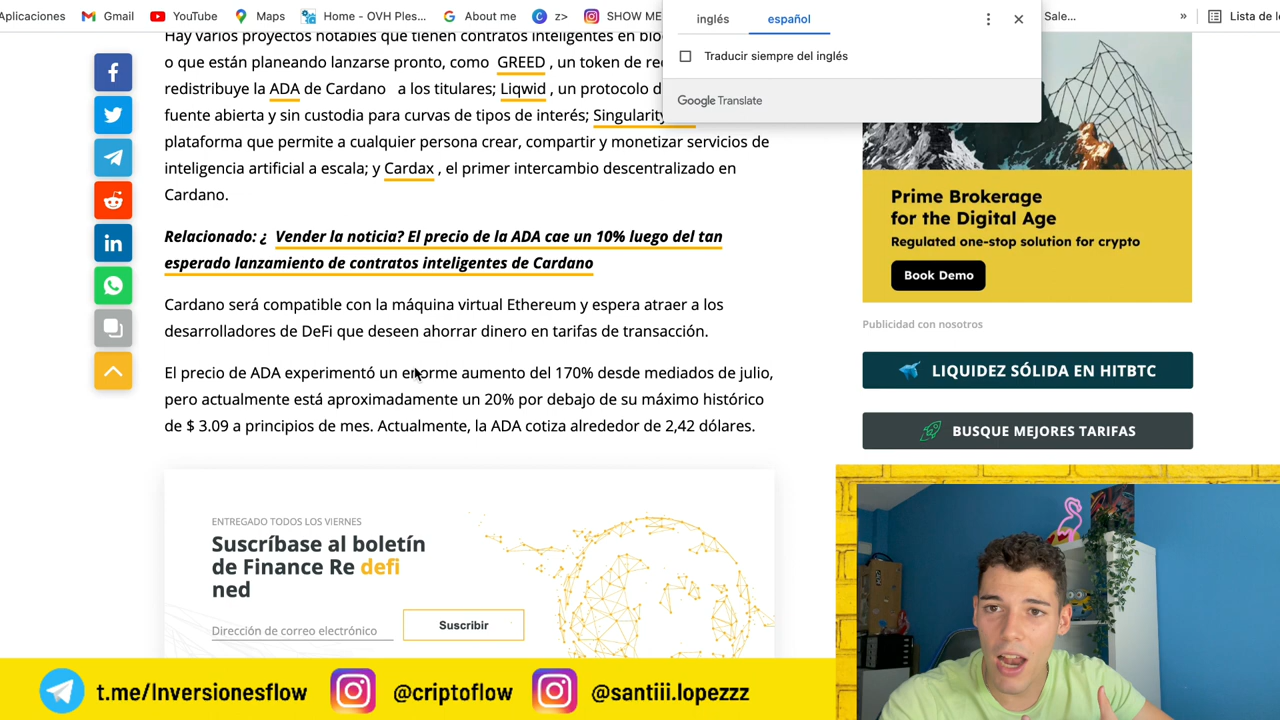 Aplicaciones
Gmail
YouTube
Maps
Home - OVH Ples...
About me
z>
SHOW ME
inglés
español
Traducir siempre del inglés
Google Translate
Sale...
»
Lista de
Hay varios proyectos notables que tienen contratos inteligentes en
o que están planeando lanzarse pronto, como GREED , un token de
redistribuye la ADA de Cardano a los titulares; Liqwid , un protocolo
fuente abierta y sin custodia para curvas de tipos de interés; Singularity
plataforma que permite a cualquier persona crear, compartir y monetizar servicios de
inteligencia artificial a escala; y Cardax , el primer intercambio descentralizado en
Cardano.
Relacionado: ¿ Vender la noticia? El precio de la ADA cae un 10% luego del tan
esperado lanzamiento de contratos inteligentes de Cardano
Cardano será compatible con la máquina virtual Ethereum y espera atraer a los
desarrolladores de DeFi que deseen ahorrar dinero en tarifas de transacción.
El precio de ADA experimentó un enorme aumento del 170% desde mediados de julio,
pero actualmente está aproximadamente un 20% por debajo de su máximo histórico
de $ 3.09 a principios de mes. Actualmente, la ADA cotiza alrededor de 2,42 dólares.
ENTREGADO TODOS LOS VIERNES
Suscríbase al boletín
de Finance Re defi
ned
Dirección de correo electrónico
Suscribir
Prime Brokerage
for the Digital Age
Regulated one-stop solution for crypto
Book Demo
Publicidad con nosotros
LIQUIDEZ SÓLIDA EN HITBTC
BUSQUE MEJORES TARIFAS
t.me/Inversionesflow
@criptoflow
@santiii.lopezzz